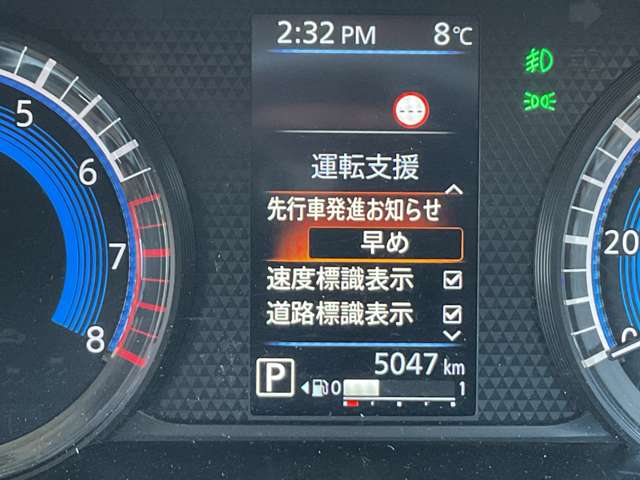 2:32 PM 8℃
運転支援
先行車発進お知らせ
早め
速度標識表示
道路標識表示
5047 km
P
0 1
5
6
7
8
20
0